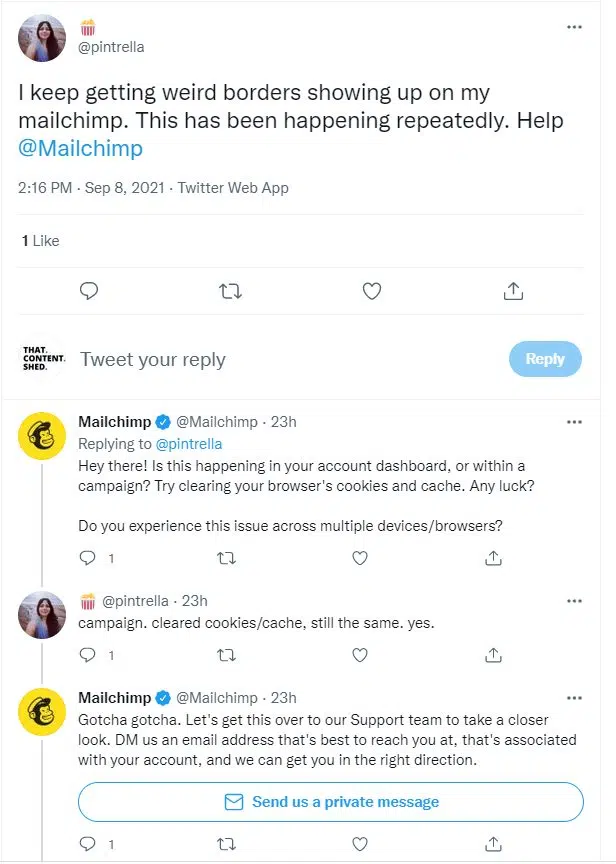 @pintrella
I keep getting weird borders showing up on my
mailchimp. This has been happening repeatedly. Help
@Mailchimp
2:16 PM · Sep 8, 2021 · Twitter Web App
1 Like
THAT.
CONTENT.
SHED.
Tweet your reply
Reply
Mailchimp @Mailchimp · 23h
Replying to @pintrella
Hey there! Is this happening in your account dashboard, or within a
campaign? Try clearing your browser's cookies and cache. Any luck?
Do you experience this issue across multiple devices/browsers?
1
@pintrella · 23h
campaign. cleared cookies/cache, still the same. yes.
1
Mailchimp @Mailchimp · 23h
Gotcha gotcha. Let's get this over to our Support team to take a closer
look. DM us an email address that's best to reach you at, that's associated
with your account, and we can get you in the right direction.
Send us a private message
1